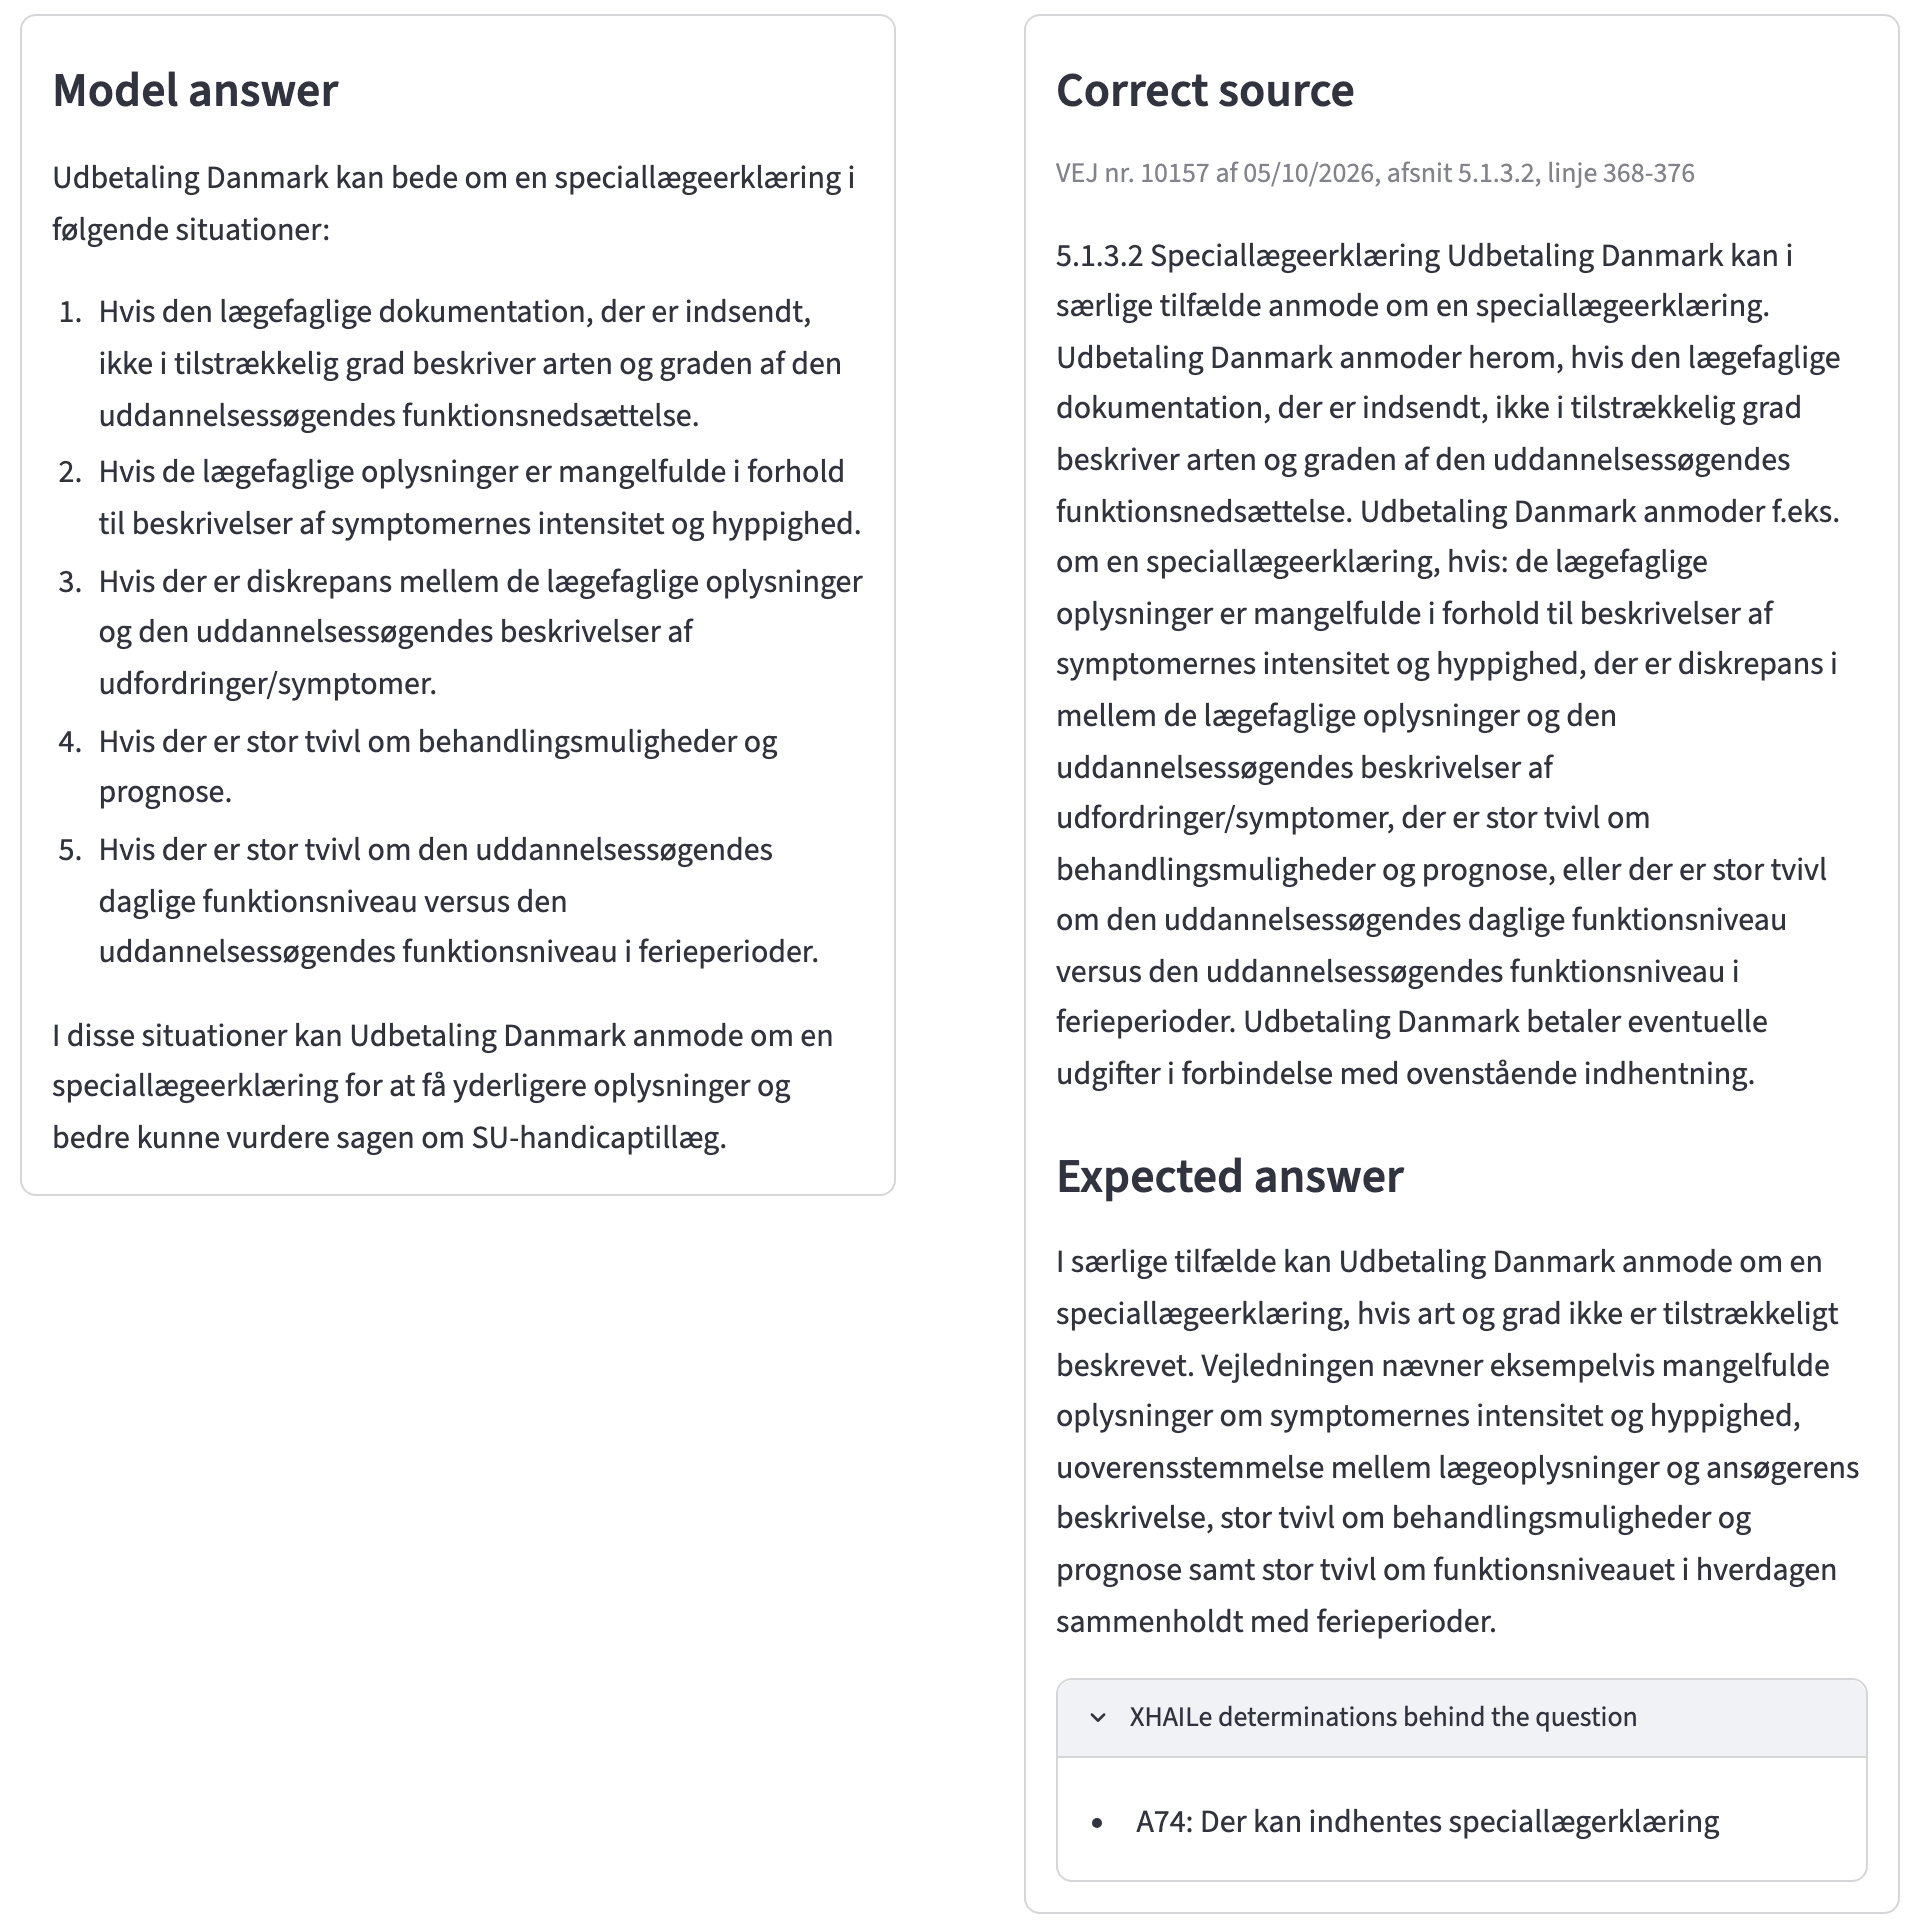 Model answer
Udbetaling Danmark kan bede om en speciallægeerklæring i
følgende situationer:
1. Hvis den lægefaglige dokumentation, der er indsendt,
ikke i tilstrækkelig grad beskriver arten og graden af den
uddannelsessøgendes funktionsnedsættelse.
2. Hvis de lægefaglige oplysninger er mangelfulde i forhold
til beskrivelser af symptomernes intensitet og hyppighed.
3. Hvis der er diskrepans mellem de lægefaglige oplysninger
og den uddannelsessøgendes beskrivelser af
udfordringer/symptomer.
4. Hvis der er stor tvivl om behandlingsmuligheder og
prognose.
5. Hvis der er stor tvivl om den uddannelsessøgendes
daglige funktionsniveau versus den
uddannelsessøgendes funktionsniveau i ferieperioder.
I disse situationer kan Udbetaling Danmark anmode om en
speciallægeerklæring for at få yderligere oplysninger og
bedre kunne vurdere sagen om SU-handicaptillæg.
Correct source
VEJ nr. 10157 af 05/10/2026, afsnit 5.1.3.2, linje 368-376
5.1.3.2 Speciallægeerklæring Udbetaling Danmark kan i
særlige tilfælde anmode om en speciallægeerklæring.
Udbetaling Danmark anmoder herom, hvis den lægefaglige
dokumentation, der er indsendt, ikke i tilstrækkelig grad
beskriver arten og graden af den uddannelsessøgendes
funktionsnedsættelse. Udbetaling Danmark anmoder f.eks.
om en speciallægeerklæring, hvis: de lægefaglige
oplysninger er mangelfulde i forhold til beskrivelser af
symptomernes intensitet og hyppighed, der er diskrepans i
mellem de lægefaglige oplysninger og den
uddannelsessøgendes beskrivelser af
udfordringer/symptomer, der er stor tvivl om
behandlingsmuligheder og prognose, eller der er stor tvivl
om den uddannelsessøgendes daglige funktionsniveau
versus den uddannelsessøgendes funktionsniveau i
ferieperioder. Udbetaling Danmark betaler eventuelle
udgifter i forbindelse med ovenstående indhentning.
Expected answer
I særlige tilfælde kan Udbetaling Danmark anmode om en
speciallægeerklæring, hvis art og grad ikke er tilstrækkeligt
beskrevet. Vejledningen nævner eksempelvis mangelfulde
oplysninger om symptomernes intensitet og hyppighed,
uoverensstemmelse mellem lægeoplysninger og ansøgerens
beskrivelse, stor tvivl om behandlingsmuligheder og
prognose samt stor tvivl om funktionsniveauet i hverdagen
sammenholdt med ferieperioder.
XHAILe determinations behind the question
• A74: Der kan indhentes speciallægerklæring